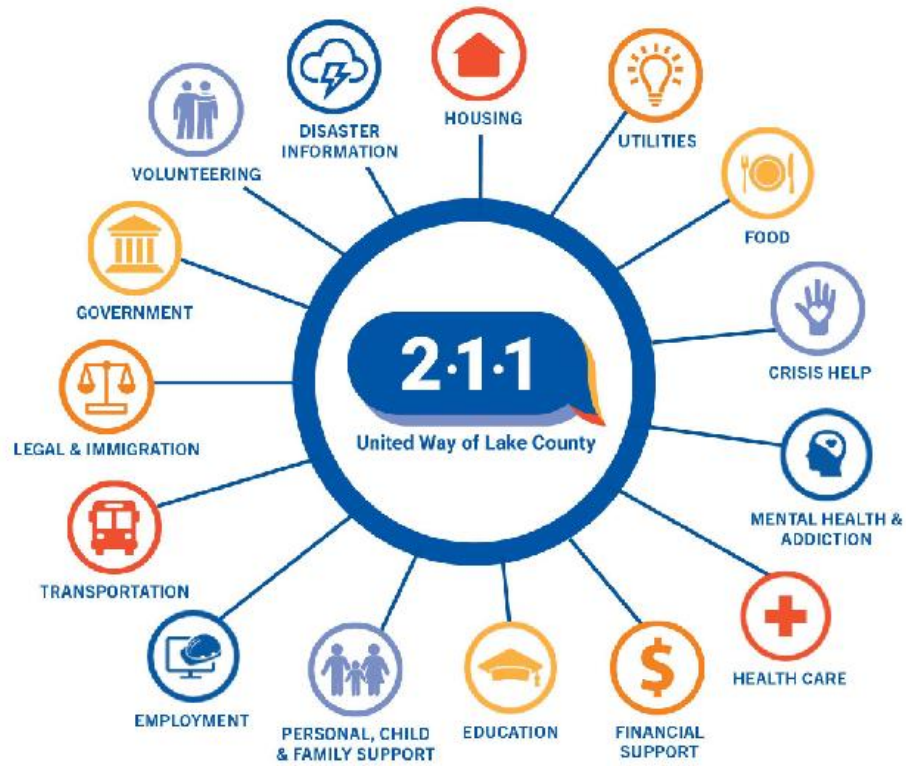 HOUSING
UTILITIES
FOOD
CRISIS HELP
MENTAL HEALTH &
ADDICTION
HEALTH CARE
FINANCIAL
SUPPORT
EDUCATION
PERSONAL, CHILD
& FAMILY SUPPORT
EMPLOYMENT
TRANSPORTATION
LEGAL & IMMIGRATION
GOVERNMENT
VOLUNTEERING
DISASTER
INFORMATION
2·1·1
United Way of Lake County
$